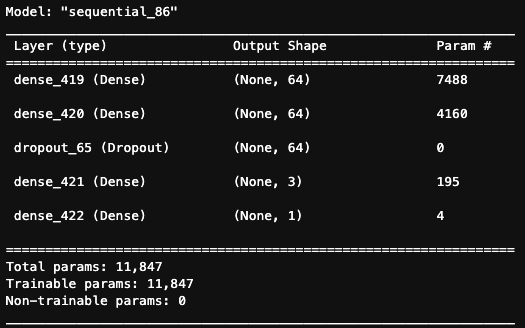 Model: "sequential_86"
Layer (type) Output Shape Param #
dense_419 (Dense) (None, 64) 7488
dense_420 (Dense) (None, 64) 4160
dropout_65 (Dropout) (None, 64) 0
dense_421 (Dense) (None, 3) 195
dense_422 (Dense) (None, 1) 4
Total params: 11,847
Trainable params: 11,847
Non-trainable params: 0